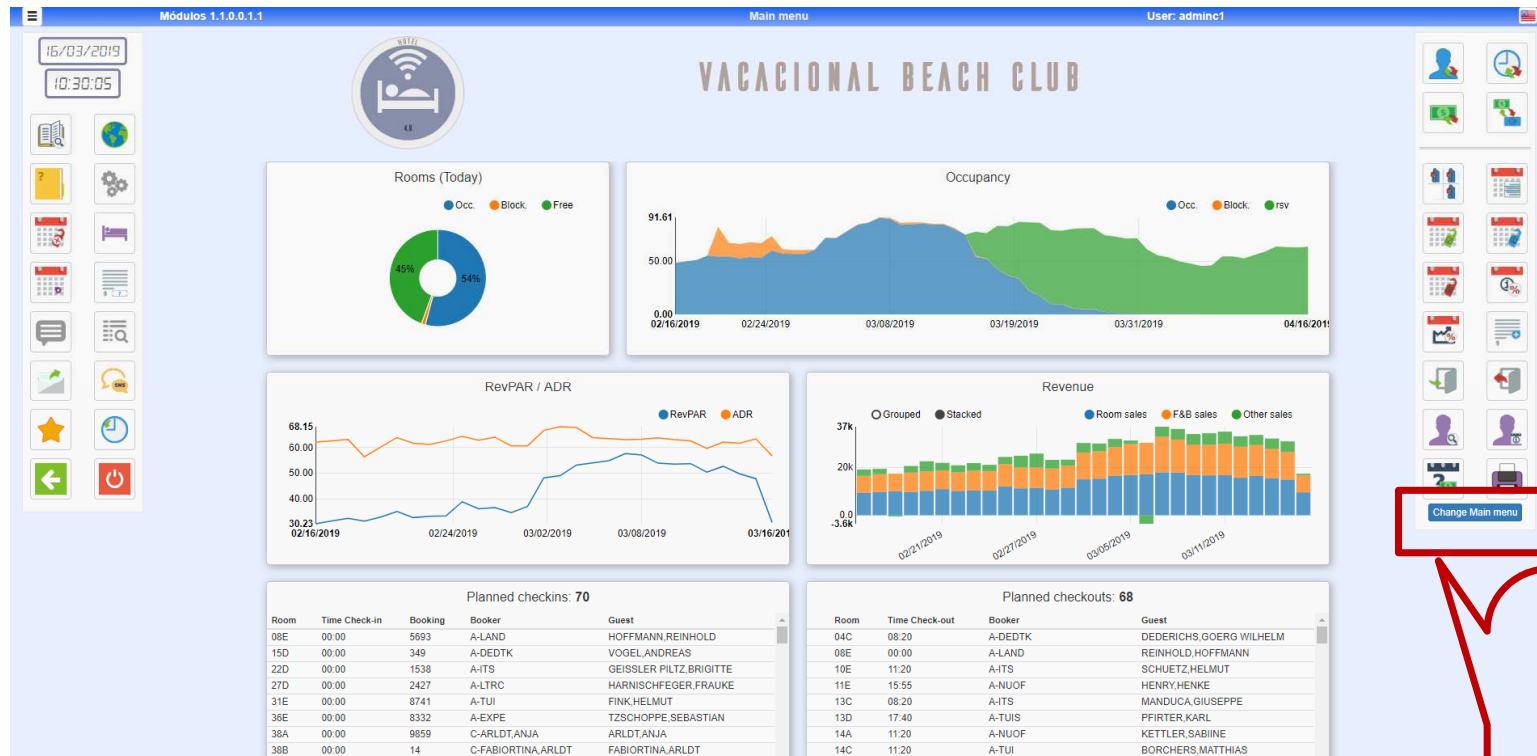 Módulos 1.1.0.0.1.1 Main menu User: adminc1
16/03/2019
10:30:05
HOTEL
4.0
VACACIONAL BEACH CLUB
Rooms (Today)
Occ. Block. Free
45%
54%
Occupancy
Occ. Block. rsv
91.61
50.00
0.00
02/16/2019 02/24/2019 03/08/2019 03/19/2019 03/31/2019 04/16/2019
RevPAR / ADR
RevPAR ADR
68.15
60.00
50.00
40.00
30.23
02/16/2019 02/24/2019 03/02/2019 03/08/2019 03/16/201
Revenue
Grouped Stacked Room sales F&B sales Other sales
37k
20k
0.0
-3.6k
02/21/2019 02/27/2019 03/05/2019 03/11/2019
SMS
Change Main menu
Planned checkins: 70
Room Time Check-in Booking Booker Guest
08E 00:00 5693 A-LAND HOFFMANN,REINHOLD
15D 00:00 349 A-DEDTK VOGEL,ANDREAS
22D 00:00 1538 A-ITS GEISSLER PILTZ,BRIGITTE
27D 00:00 2427 A-LTRC HARNISCHFEGER,FRAUKE
31E 00:00 8741 A-TUI FINK,HELMUT
36E 00:00 8332 A-EXPE TZSCHOPPE,SEBASTIAN
38A 00:00 9859 C-ARLDT,ANJA ARLDT,ANJA
38B 00:00 14 C-FABIORTINA,ARLDT FABIORTINA,ARLDT
Planned checkouts: 68
Room Time Check-out Booker Guest
04C 08:20 A-DEDTK DEDERICHS,GOERG WILHELM
08E 00:00 A-LAND REINHOLD,HOFFMANN
10E 11:20 A-ITS SCHUETZ,HELMUT
11E 15:55 A-NUOF HENRY,HENKE
13C 08:20 A-ITS MANDUCA,GIUSEPPE
13D 17:40 A-TUIS PFIRTER,KARL
14A 11:20 A-NUOF KETTLER,SABIINE
14C 11:20 A-TUI BORCHERS,MATTHIAS